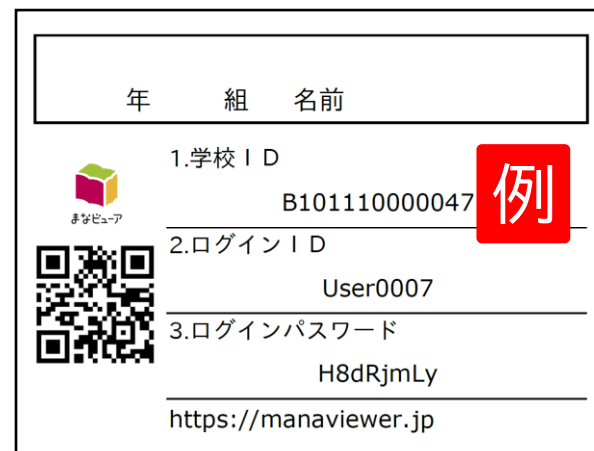 年 組 名前
1.学校ID
B101110000047
例
まなビューア
2.ログインID
User0007
3.ログインパスワード
H8dRjmLy
https://manaviewer.jp